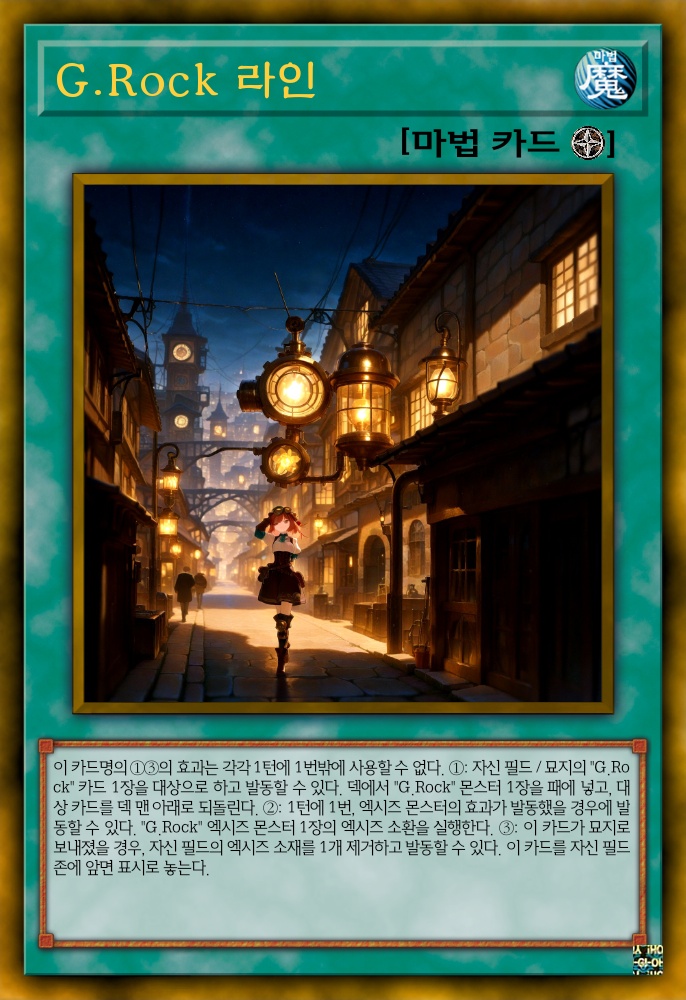 G.Rock 라인
마법
魔
[마법 카드 ]
이 카드명의 ①③의 효과는 각각 1턴에 1번밖에 사용할 수 없다. ①: 자신 필드 / 묘지의 "G.Ro
ck" 카드 1장을 대상으로 하고 발동할 수 있다. 덱에서 "G.Rock" 몬스터 1장을 패에 넣고, 대
상 카드를 덱 맨 아래로 되돌린다. ②: 1턴에 1번, 엑시즈 몬스터의 효과가 발동했을 경우에 발
동할 수 있다. "G.Rock" 엑시즈 몬스터 1장의 엑시즈 소환을 실행한다. ③: 이 카드가 묘지로
보내졌을 경우, 자신 필드의 엑시즈 소재를 1개 제거하고 발동할 수 있다. 이 카드를 자신 필드
존에 앞면 표시로 놓는다.